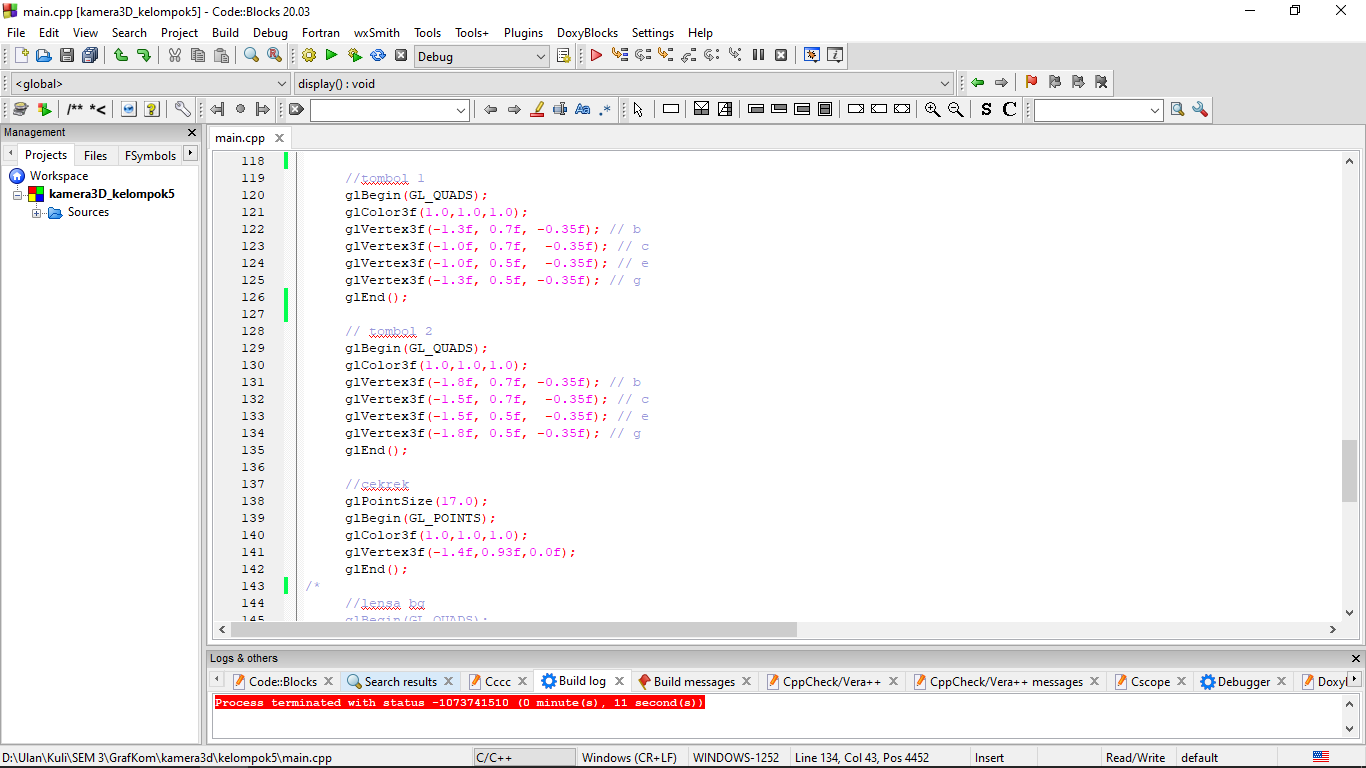 main.cpp [kamera3D_kelompok5] - Code::Blocks 20.03
File Edit View Search Project Build Debug Fortran wxSmith Tools Tools+ Plugins DoxyBlocks Settings Help
Debug
<global> display() : void
/** *< S C
Management
main.cpp
Projects Files FSymbols
Workspace
kamera3D_kelompok5
Sources
118
119 //tombol 1
120 glBegin(GL_QUADS);
121 glColor3f(1.0,1.0,1.0);
122 glVertex3f(-1.3f, 0.7f, -0.35f); // b
123 glVertex3f(-1.0f, 0.7f,  -0.35f); // c
124 glVertex3f(-1.0f, 0.5f,  -0.35f); // e
125 glVertex3f(-1.3f, 0.5f, -0.35f); // g
126 glEnd();
127
128 // tombol 2
129 glBegin(GL_QUADS);
130 glColor3f(1.0,1.0,1.0);
131 glVertex3f(-1.8f, 0.7f, -0.35f); // b
132 glVertex3f(-1.5f, 0.7f,  -0.35f); // c
133 glVertex3f(-1.5f, 0.5f,  -0.35f); // e
134 glVertex3f(-1.8f, 0.5f, -0.35f); // g
135 glEnd();
136
137 //cekrek
138 glPointSize(17.0);
139 glBegin(GL_POINTS);
140 glColor3f(1.0,1.0,1.0);
141 glVertex3f(-1.4f,0.93f,0.0f);
142 glEnd();
143 /*
144 //lensa bg
145 glBegin(GL_QUADS);
Logs & others
Code::Blocks Search results Cccc Build log Build messages CppCheck/Vera++ CppCheck/Vera++ messages Cscope Debugger Doxyl
Process terminated with status -1073741510 (0 minute(s), 11 second(s))
D:\Ulan\Kuli\SEM 3\GrafKom\kamera3d\kelompok5\main.cpp C/C++ Windows (CR+LF) WINDOWS-1252 Line 134, Col 43, Pos 4452 Insert Read/Write default